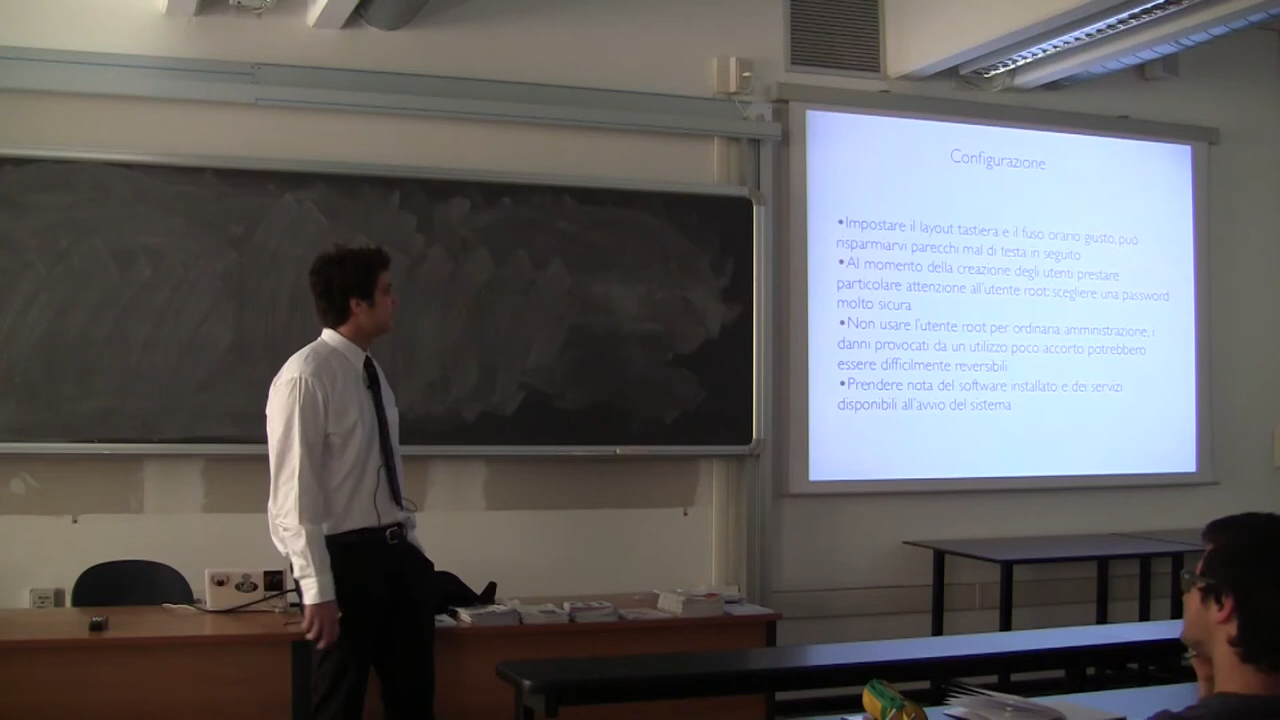 Configurazione
•Impostare il layout tastiera e il fuso orario giusto, può
risparmiarvi parecchi mal di testa in seguito
•Al momento della creazione degli utenti prestare
particolare attenzione all'utente root: scegliere una password
molto sicura
•Non usare l'utente root per ordinaria amministrazione, i
danni provocati da un utilizzo poco accorto potrebbero
essere difficilmente reversibili
•Prendere nota del software installato e dei servizi
disponibili all'avvio del sistema